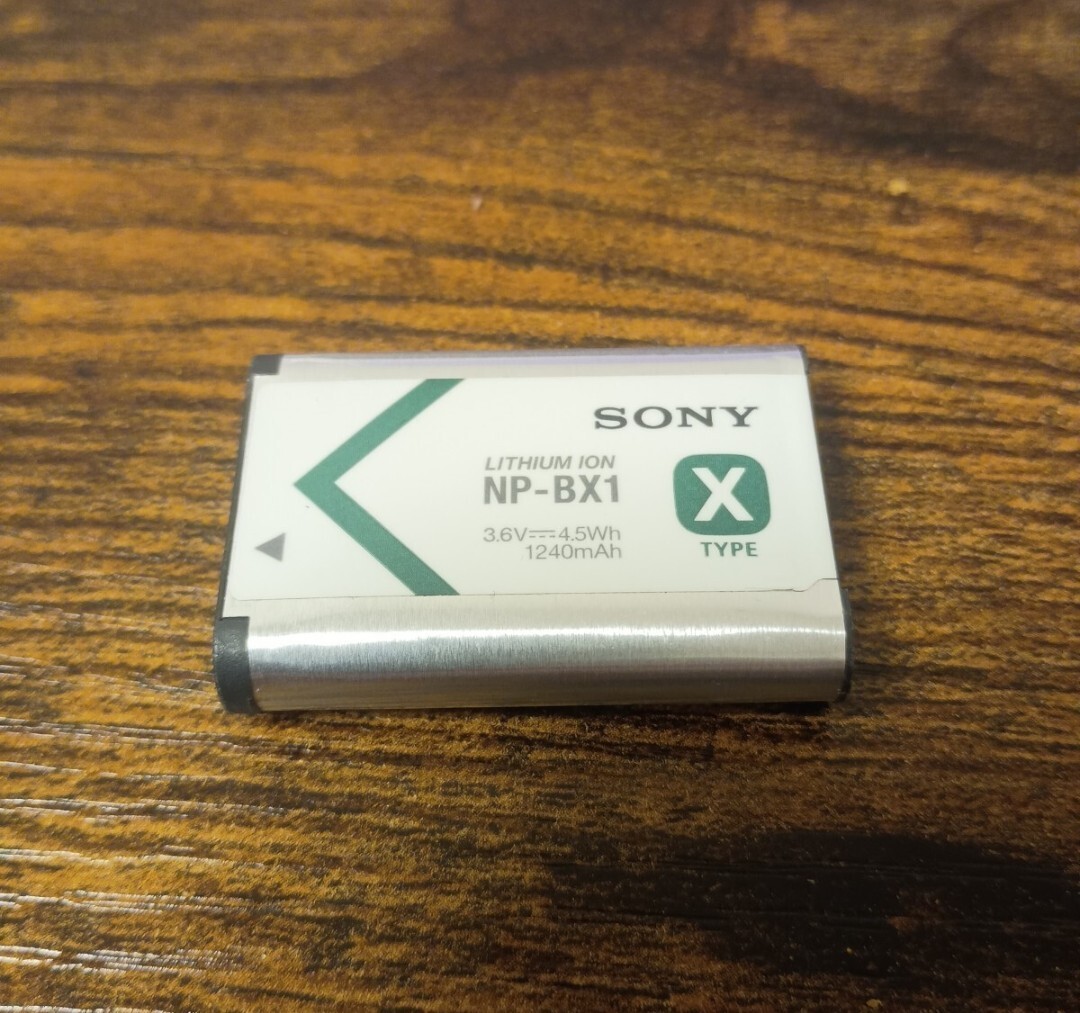 SONY
LITHIUM ION
NP-BX1
X
3.6V⎓4.5Wh
1240mAh
TYPE